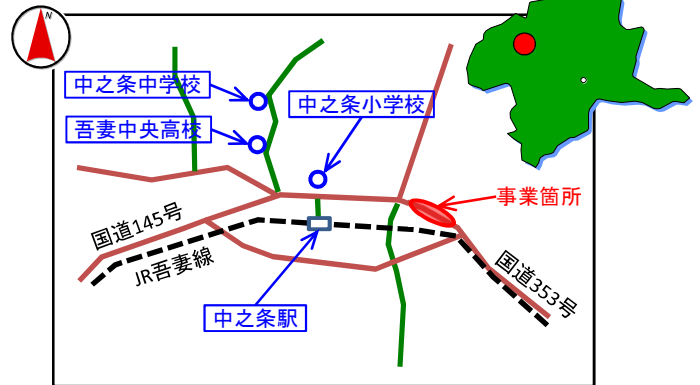 N
中之条中学校
中之条小学校
吾妻中央高校
事業箇所
国道145号
JR吾妻線
国道353号
中之条駅